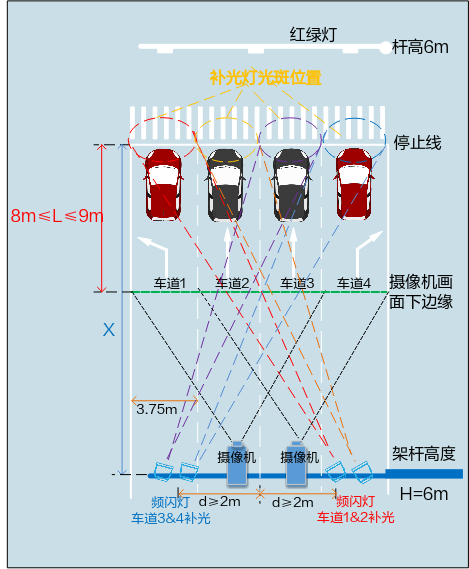 红绿灯
杆高6m
补光灯光斑位置
停止线
8m≤L≤9m
车道1
车道2
车道3
车道4
摄像机画
面下边缘
X
3.75m
摄像机
摄像机
架杆高度
H=6m
频闪灯
车道3&4补光
d≥2m
d≥2m
频闪灯
车道1&2补光